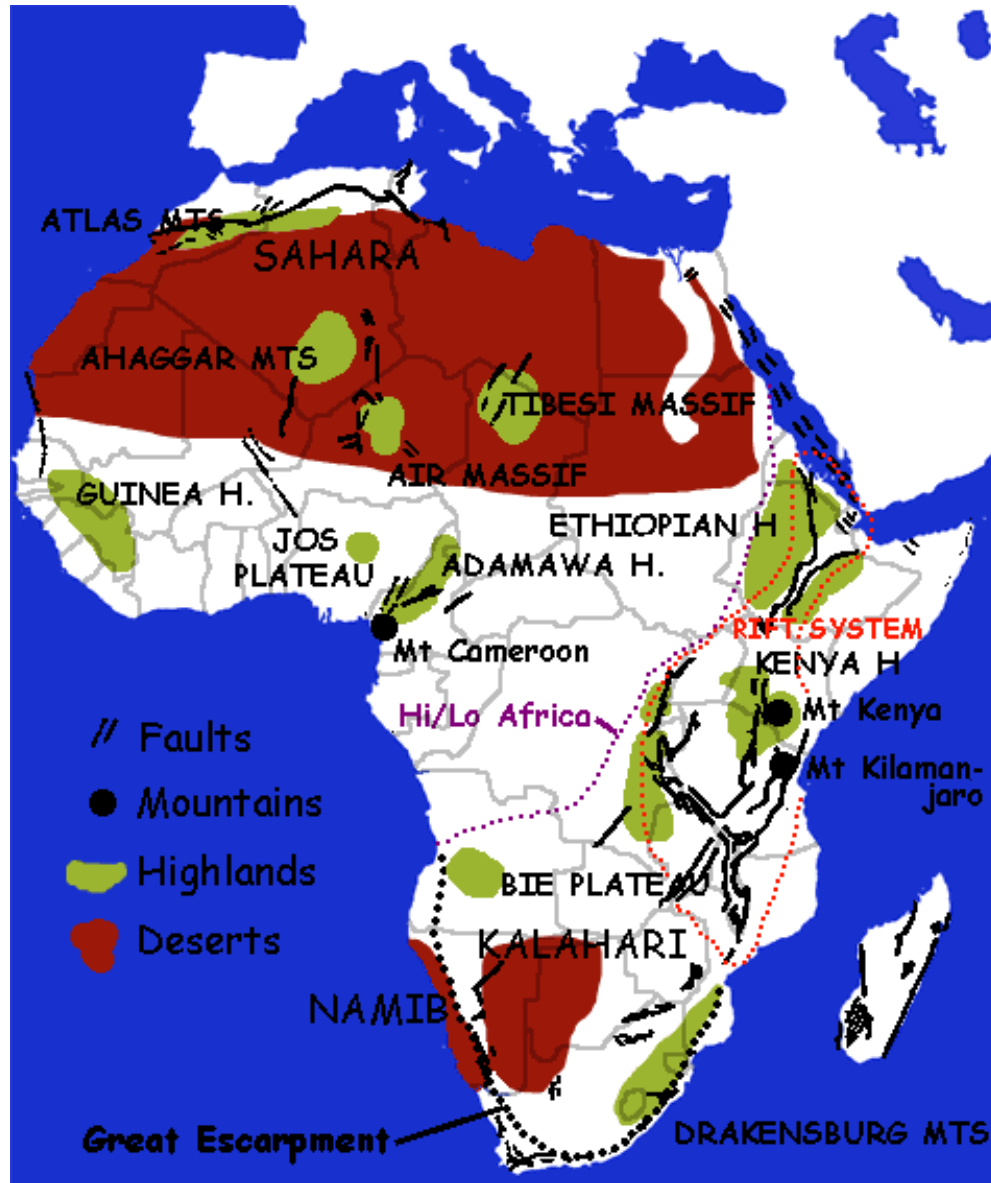 ATLAS MTS
SAHARA
AHAGGAR MTS
TIBESI MASSIF
AIR MASSIF
GUINEA H.
JOS
PLATEAU
ETHIOPIAN H
ADAMAWA H.
RIFT SYSTEM
Mt Cameroon
KENYA H
Hi/Lo Africa
Mt Kenya
Mt Kilaman-
jaro
Faults
Mountains
Highlands
Deserts
BIE PLATEAU
KALAHARI
NAMIB
Great Escarpment
DRAKENSBURG MTS